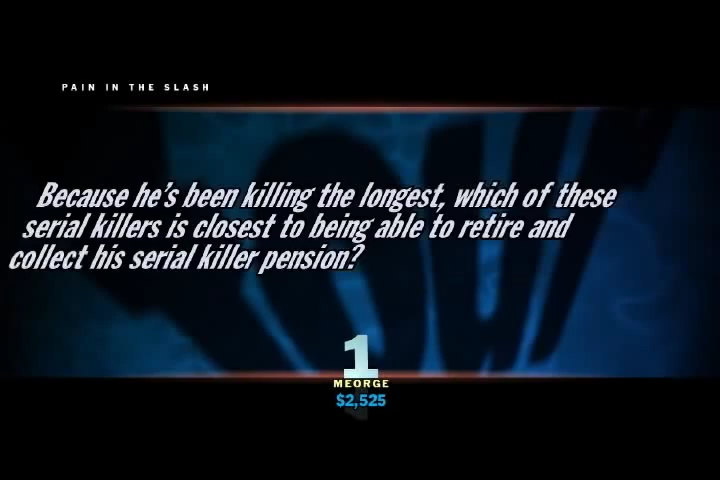 PAIN IN THE SLASH
Because he's been killing the longest, which of these
serial killers is closest to being able to retire and
collect his serial killer pension?
1
MEORGE
$2,525